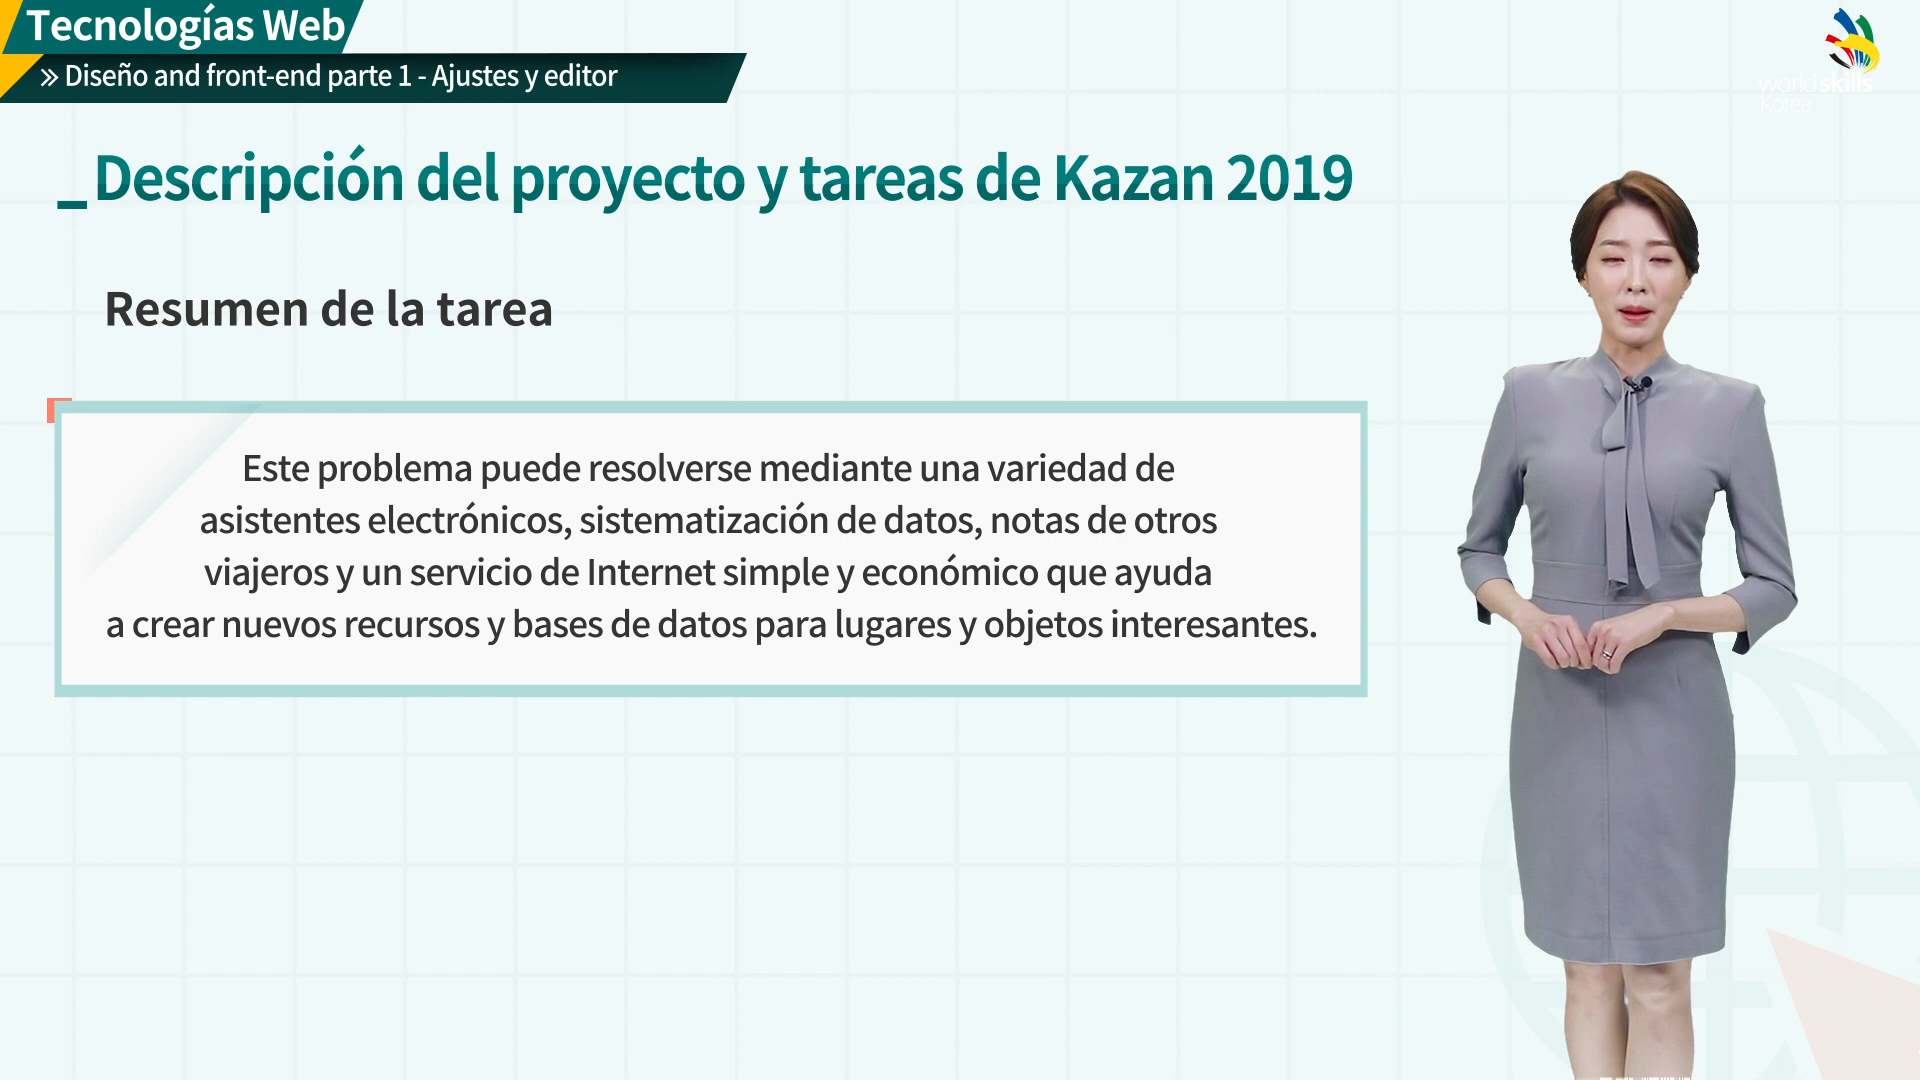 Tecnologías Web
» Diseño and front-end parte 1 - Ajustes y editor
world skills
Korea
_Descripción del proyecto y tareas de Kazan 2019
Resumen de la tarea
Este problema puede resolverse mediante una variedad de
asistentes electrónicos, sistematización de datos, notas de otros
viajeros y un servicio de Internet simple y económico que ayuda
a crear nuevos recursos y bases de datos para lugares y objetos interesantes.